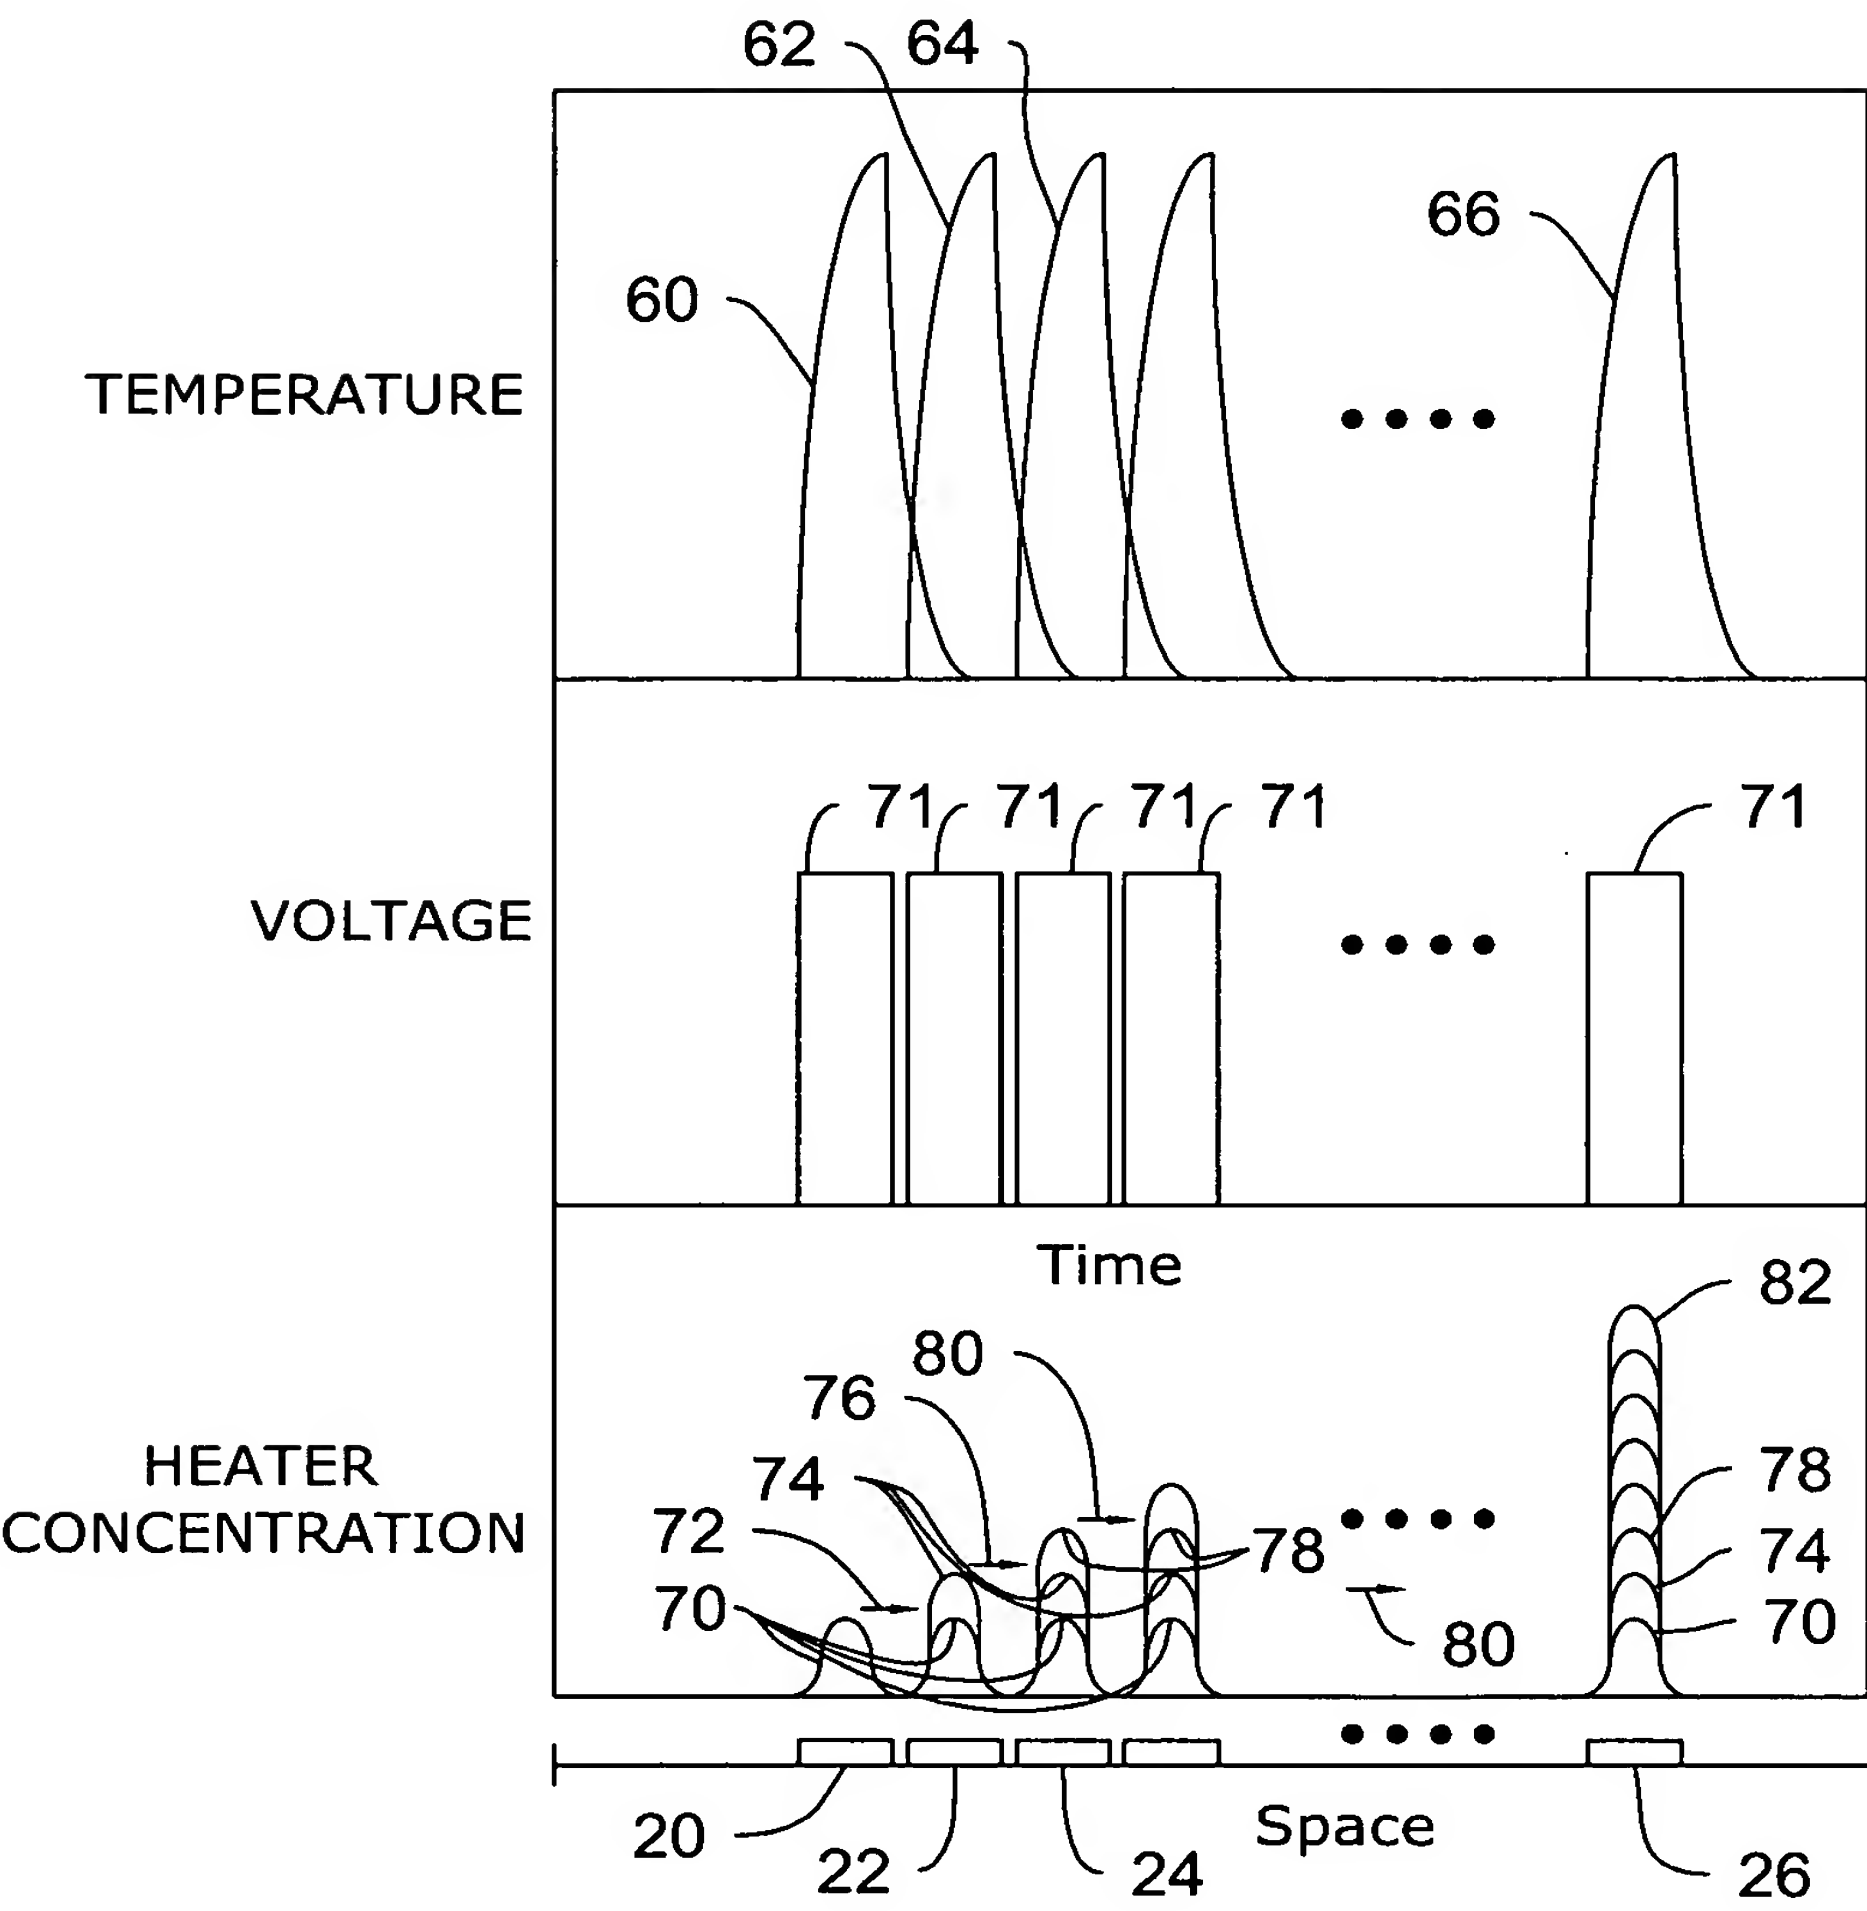 62 64
66
60
TEMPERATURE
71 71 71 71 71
VOLTAGE
Time
82
80
76
HEATER
CONCENTRATION
74 78
72 78 74
70 80 70
20 Space
22 24 26